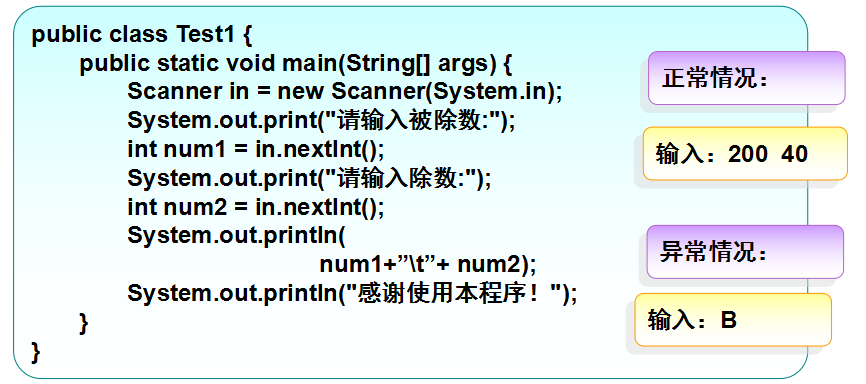 public class Test1 {
public static void main(String[] args) {
Scanner in = new Scanner(System.in);
System.out.print("请输入被除数:");
int num1 = in.nextInt();
System.out.print("请输入除数:");
int num2 = in.nextInt();
System.out.println(
num1+”\t”+ num2);
System.out.println("感谢使用本程序！");
}
}
正常情况：
输入：200 40
异常情况：
输入：B